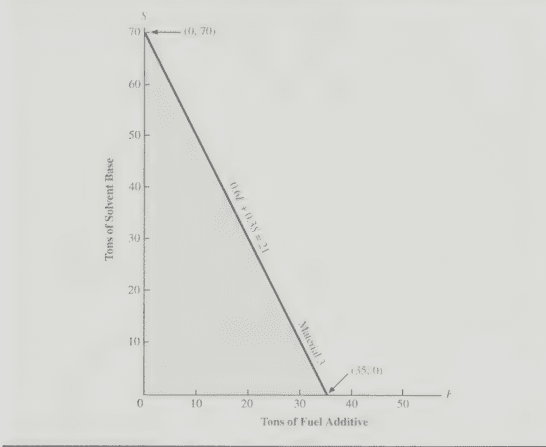 S
70
(0, 70)
60
50
40
30
20
10
0
10
20
30
40
50
F
Tons of Solvent Base
0.6F + 0.3S = 21
Material 3
(35, 0)
Tons of Fuel Additive